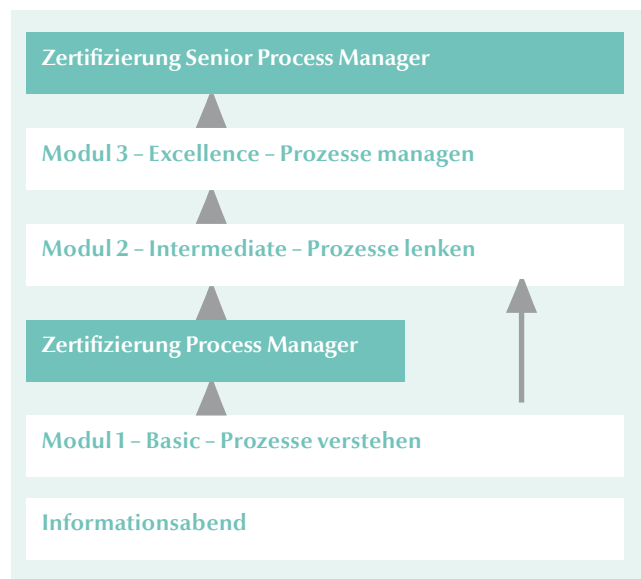 Zertifizierung Senior Process Manager
Modul 3 – Excellence – Prozesse managen
Modul 2 – Intermediate – Prozesse lenken
Zertifizierung Process Manager
Modul 1 – Basic – Prozesse verstehen
Informationsabend